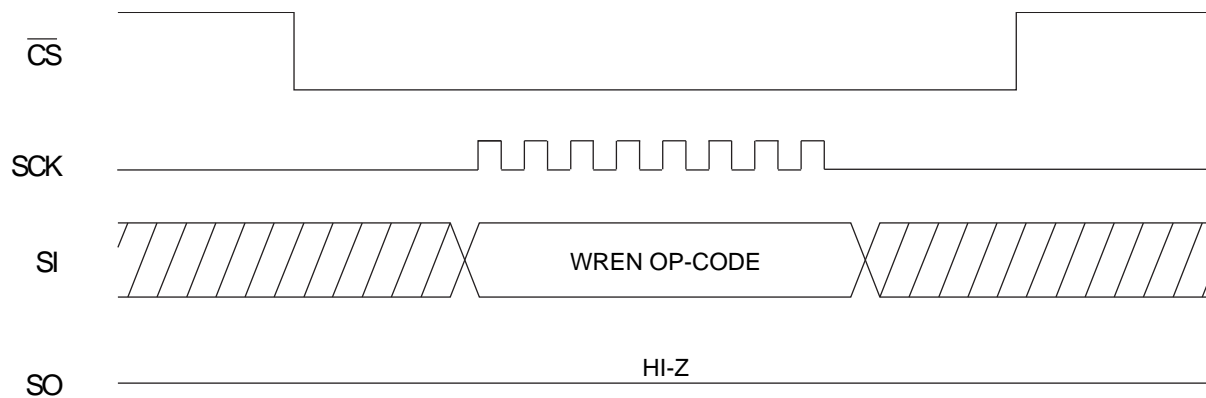 CS
SCK
SI
WREN OP-CODE
HI-Z
SO